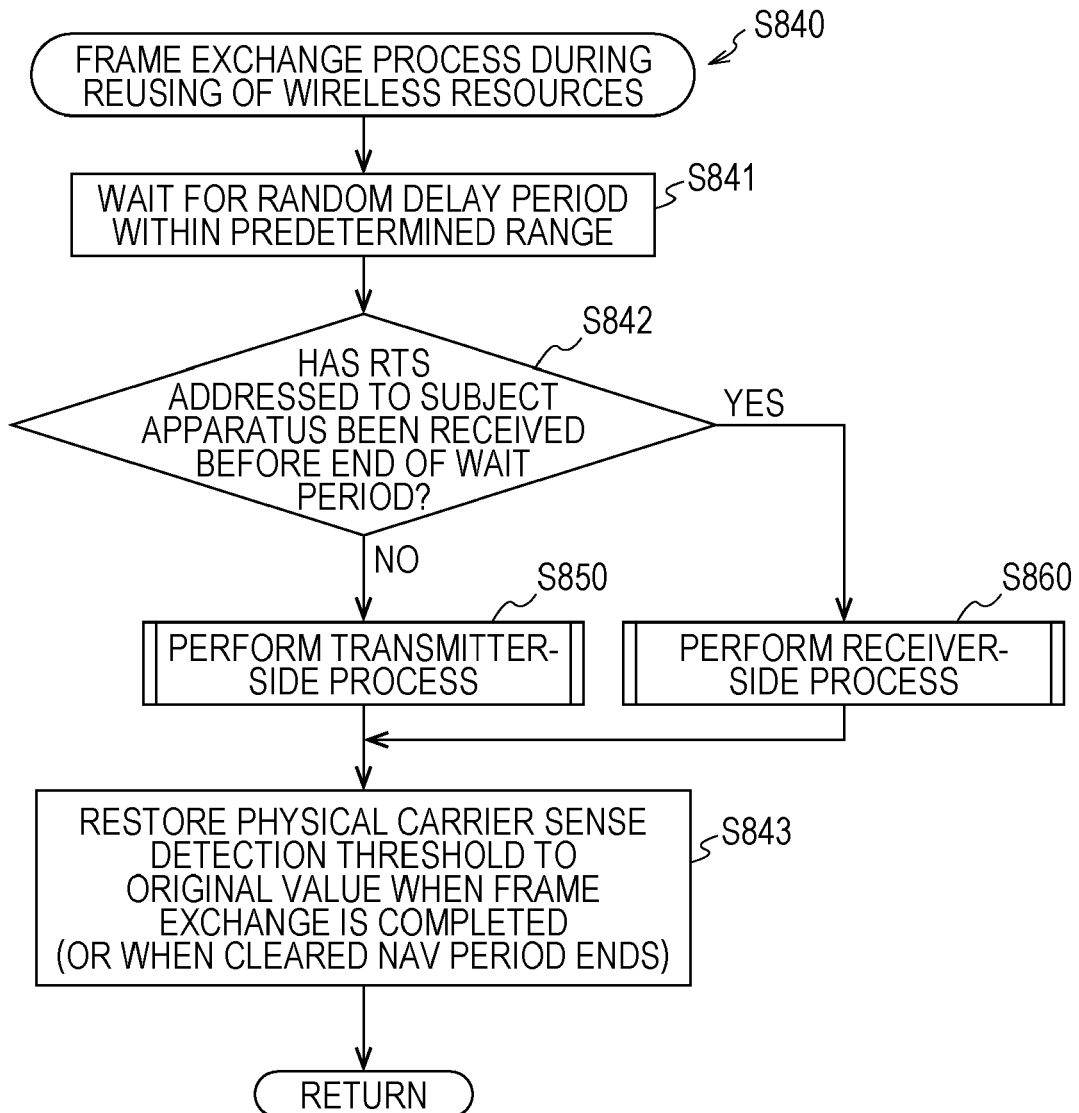 S840
FRAME EXCHANGE PROCESS DURING
REUSING OF WIRELESS RESOURCES
S841
WAIT FOR RANDOM DELAY PERIOD
WITHIN PREDETERMINED RANGE
S842
HAS RTS
ADDRESSED TO SUBJECT
APPARATUS BEEN RECEIVED
BEFORE END OF WAIT
PERIOD?
YES
NO
S850
PERFORM TRANSMITTER-
SIDE PROCESS
S860
PERFORM RECEIVER-
SIDE PROCESS
S843
RESTORE PHYSICAL CARRIER SENSE
DETECTION THRESHOLD TO
ORIGINAL VALUE WHEN FRAME
EXCHANGE IS COMPLETED
(OR WHEN CLEARED NAV PERIOD ENDS)
RETURN